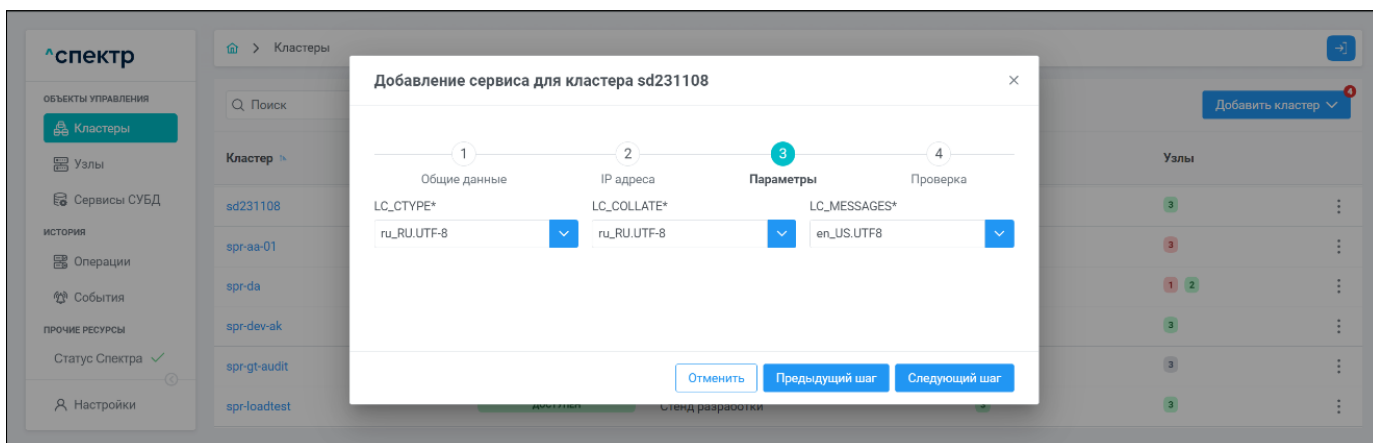 ^спектр
ОБЪЕКТЫ УПРАВЛЕНИЯ
Кластеры
Узлы
Сервисы СУБД
ИСТОРИЯ
Операции
События
ПРОЧИЕ РЕСУРСЫ
Статус Спектра
Настройки
> Кластеры
Поиск
Добавить кластер
4
Кластер
Узлы
sd231108
3
spr-aa-01
3
spr-da
1 2
spr-dev-ak
3
spr-gt-audit
3
spr-loadtest
ДОСТУПЕН
Стенд разработки
3
3
Добавление сервиса для кластера sd231108
1 2 3 4
Общие данные IP адреса Параметры Проверка
LC_CTYPE* LC_COLLATE* LC_MESSAGES*
ru_RU.UTF-8 ru_RU.UTF-8 en_US.UTF8
Отменить Предыдущий шаг Следующий шаг